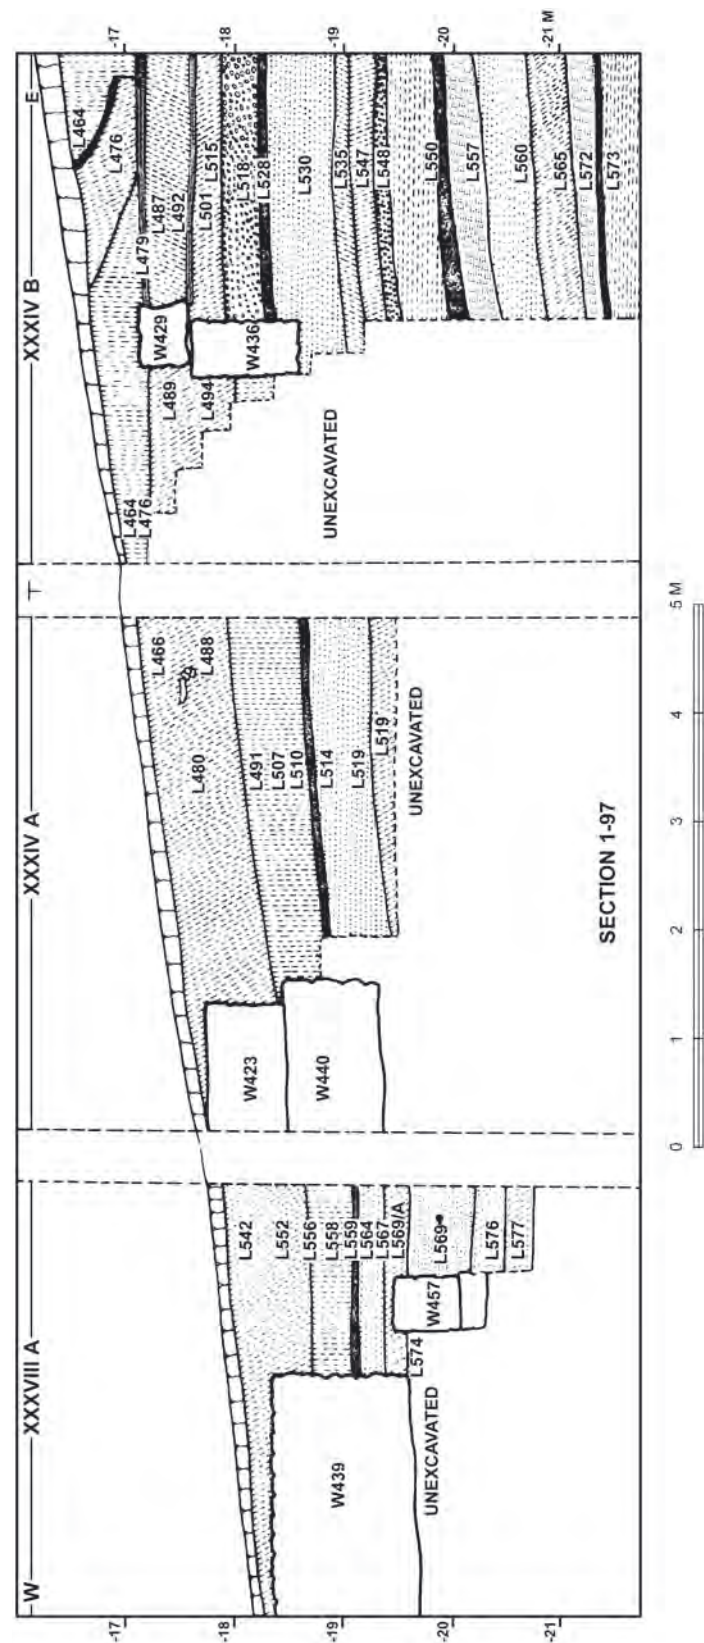 W
XXXVIII A
XXXIV A
XXXIV B
E
-17
-18
-19
-20
-21
-17
-18
-19
-20
-21 M
L542
L552
L556
L558
L559
L564
L567
L569/A
L569
L576
L577
W457
L574
W439
UNEXCAVATED
L466
L488
L480
L491
L507
L510
L514
L519
L519
W423
W440
UNEXCAVATED
L464
L476
L479
L487
L492
L501
L515
L518
L528
L530
L535
L547
L548
L550
L557
L560
L565
L572
L573
W429
W436
L489
L494
L464
L476
UNEXCAVATED
SECTION 1-97
0 1 2 3 4 5 M